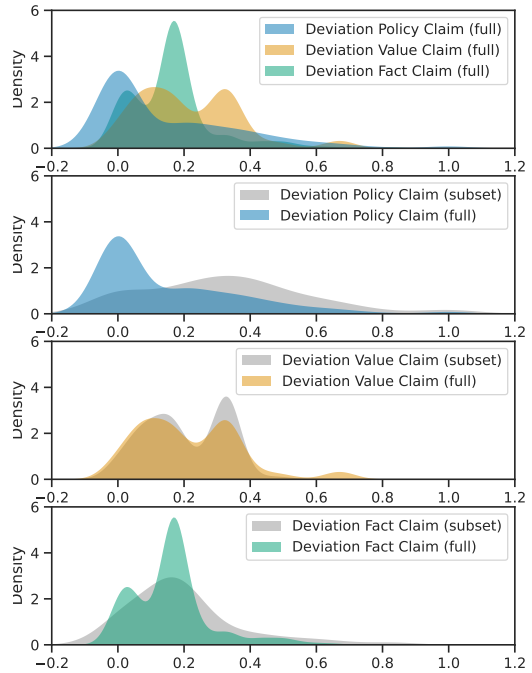 6
Deviation Policy Claim (full)
Deviation Value Claim (full)
Deviation Fact Claim (full)
4
Density
2
0
−0.2 0.0 0.2 0.4 0.6 0.8 1.0 1.2
6
Deviation Policy Claim (subset)
Deviation Policy Claim (full)
4
Density
2
0
−0.2 0.0 0.2 0.4 0.6 0.8 1.0 1.2
6
Deviation Value Claim (subset)
Deviation Value Claim (full)
4
Density
2
0
−0.2 0.0 0.2 0.4 0.6 0.8 1.0 1.2
6
Deviation Fact Claim (subset)
Deviation Fact Claim (full)
4
Density
2
0
−0.2 0.0 0.2 0.4 0.6 0.8 1.0 1.2